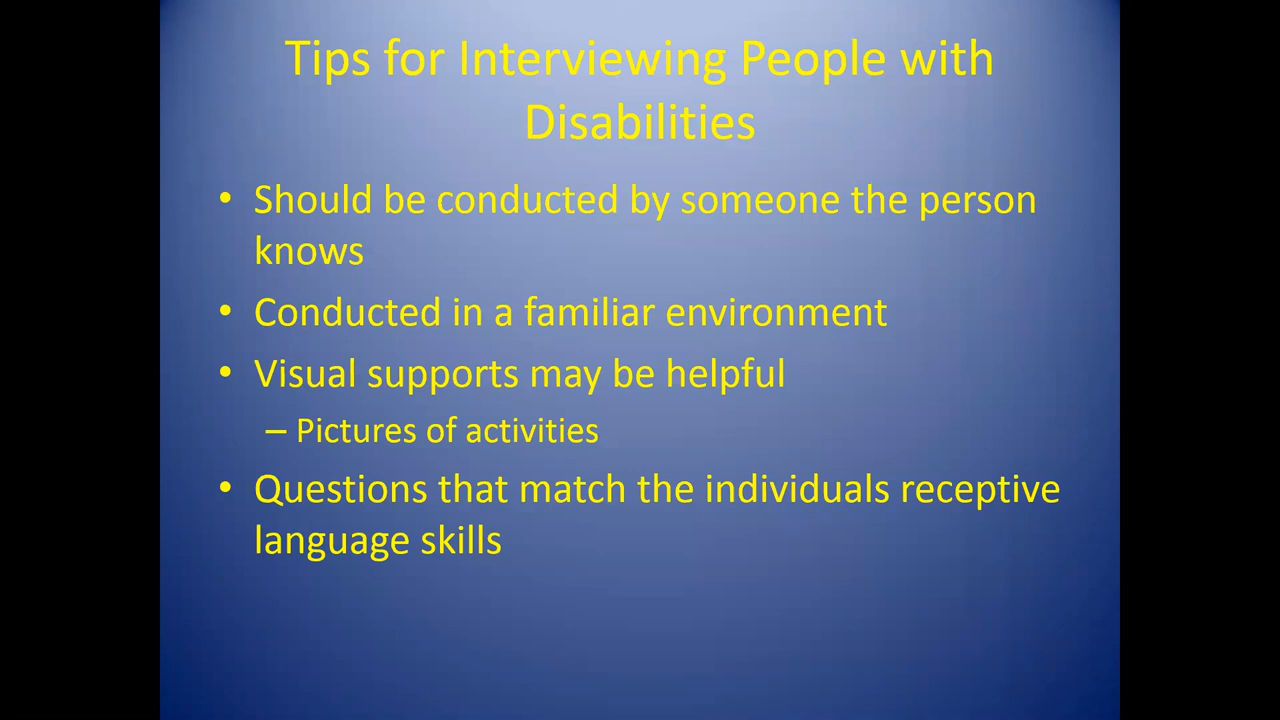 Tips for Interviewing People with
Disabilities
• Should be conducted by someone the person
knows
• Conducted in a familiar environment
• Visual supports may be helpful
– Pictures of activities
• Questions that match the individuals receptive
language skills